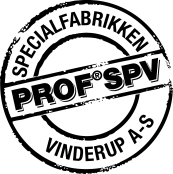 SPECIALFABRIKKEN
PROF® SPV
VINDERUP A-S